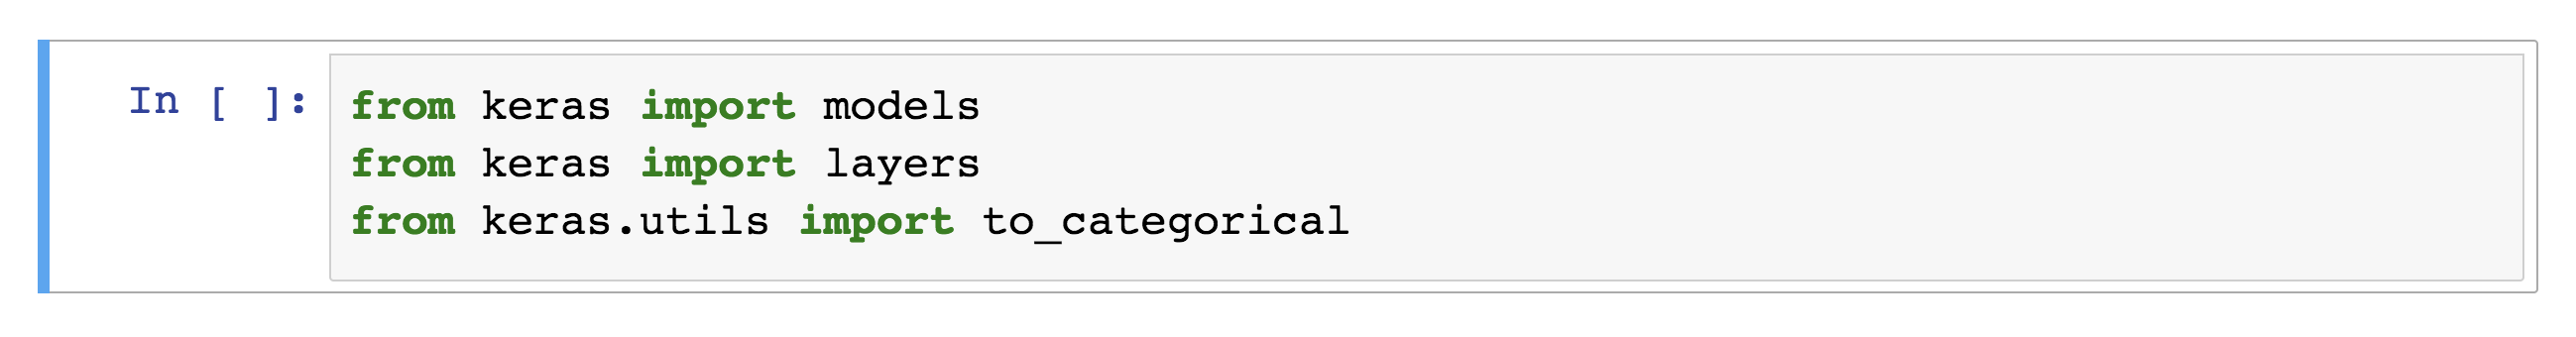 In [ ]: from keras import models
from keras import layers
from keras.utils import to_categorical